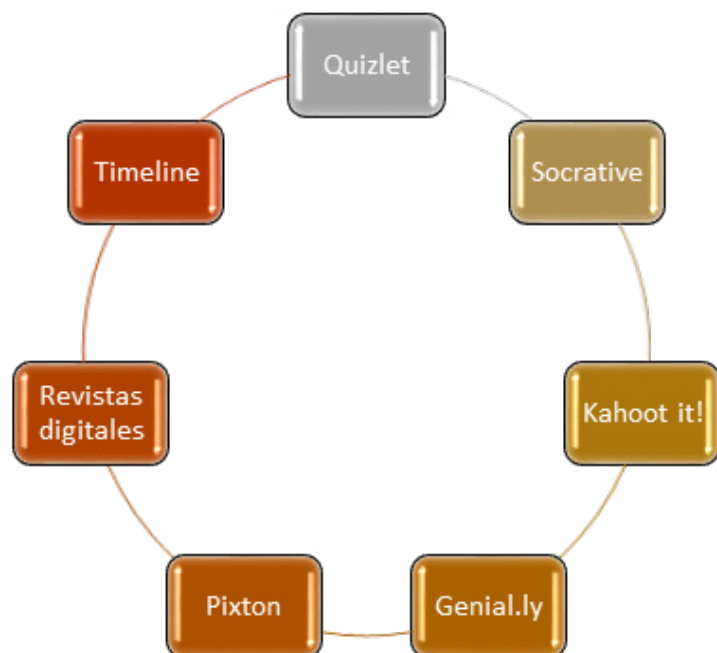 Quizlet
Socrative
Kahoot it!
Genial.ly
Pixton
Revistas
digitales
Timeline